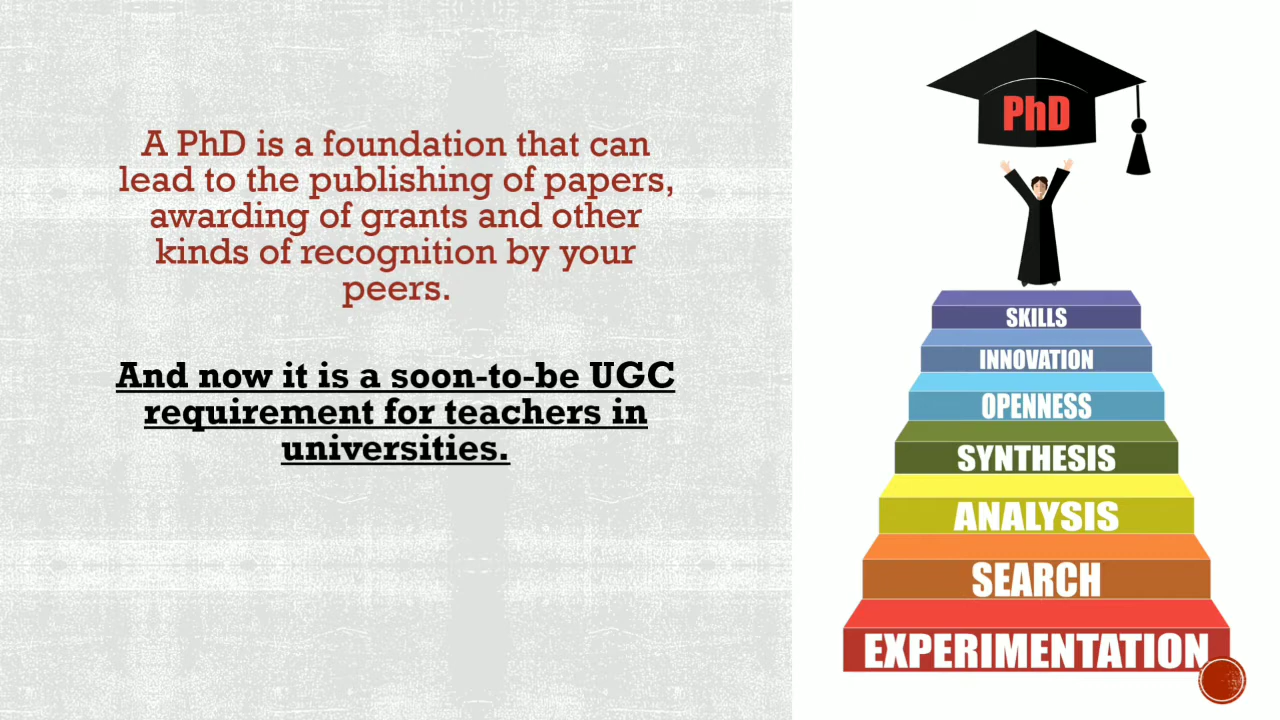 A PhD is a foundation that can
lead to the publishing of papers,
awarding of grants and other
kinds of recognition by your
peers.
And now it is a soon-to-be UGC
requirement for teachers in
universities.
PhD
SKILLS
INNOVATION
OPENNESS
SYNTHESIS
ANALYSIS
SEARCH
EXPERIMENTATION